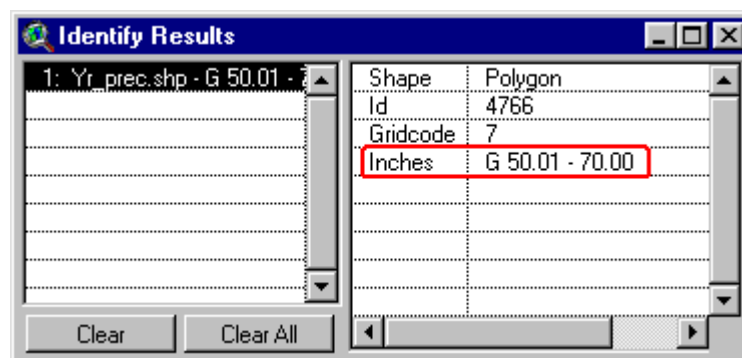 Identify Results
1: Yr_prec.shp - G 50.01 -
Shape Polygon
Id 4766
Gridcode 7
Inches G 50.01 - 70.00
Clear Clear All